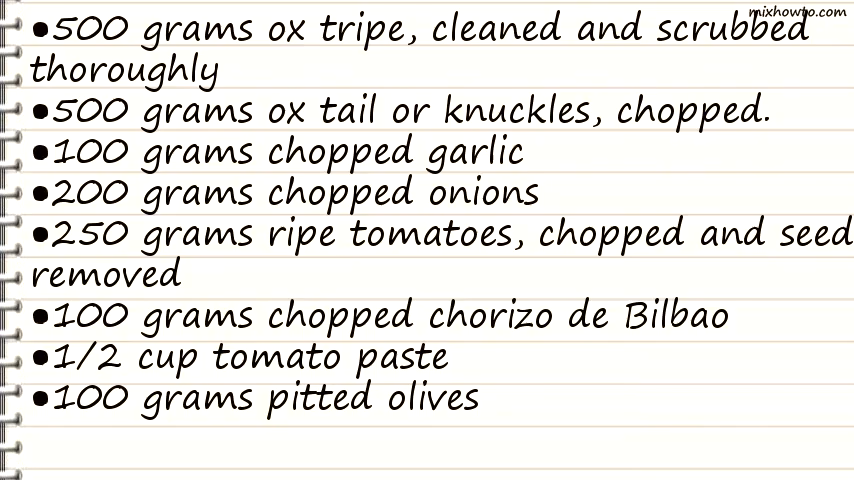 mixhowto.com
•500 grams ox tripe, cleaned and scrubbed
thoroughly
•500 grams ox tail or knuckles, chopped.
•100 grams chopped garlic
•200 grams chopped onions
•250 grams ripe tomatoes, chopped and seed
removed
•100 grams chopped chorizo de Bilbao
•1/2 cup tomato paste
•100 grams pitted olives